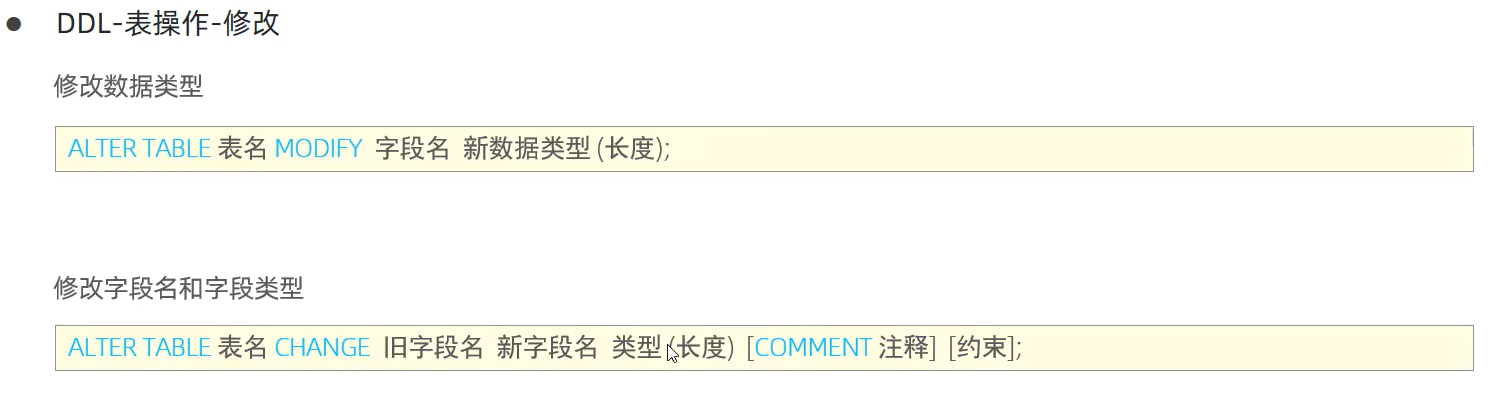 DDL-表操作-修改
修改数据类型
ALTER TABLE 表名 MODIFY 字段名 新数据类型 (长度);
修改字段名和字段类型
ALTER TABLE 表名 CHANGE 旧字段名 新字段名 类型 (长度) [COMMENT 注释] [约束];